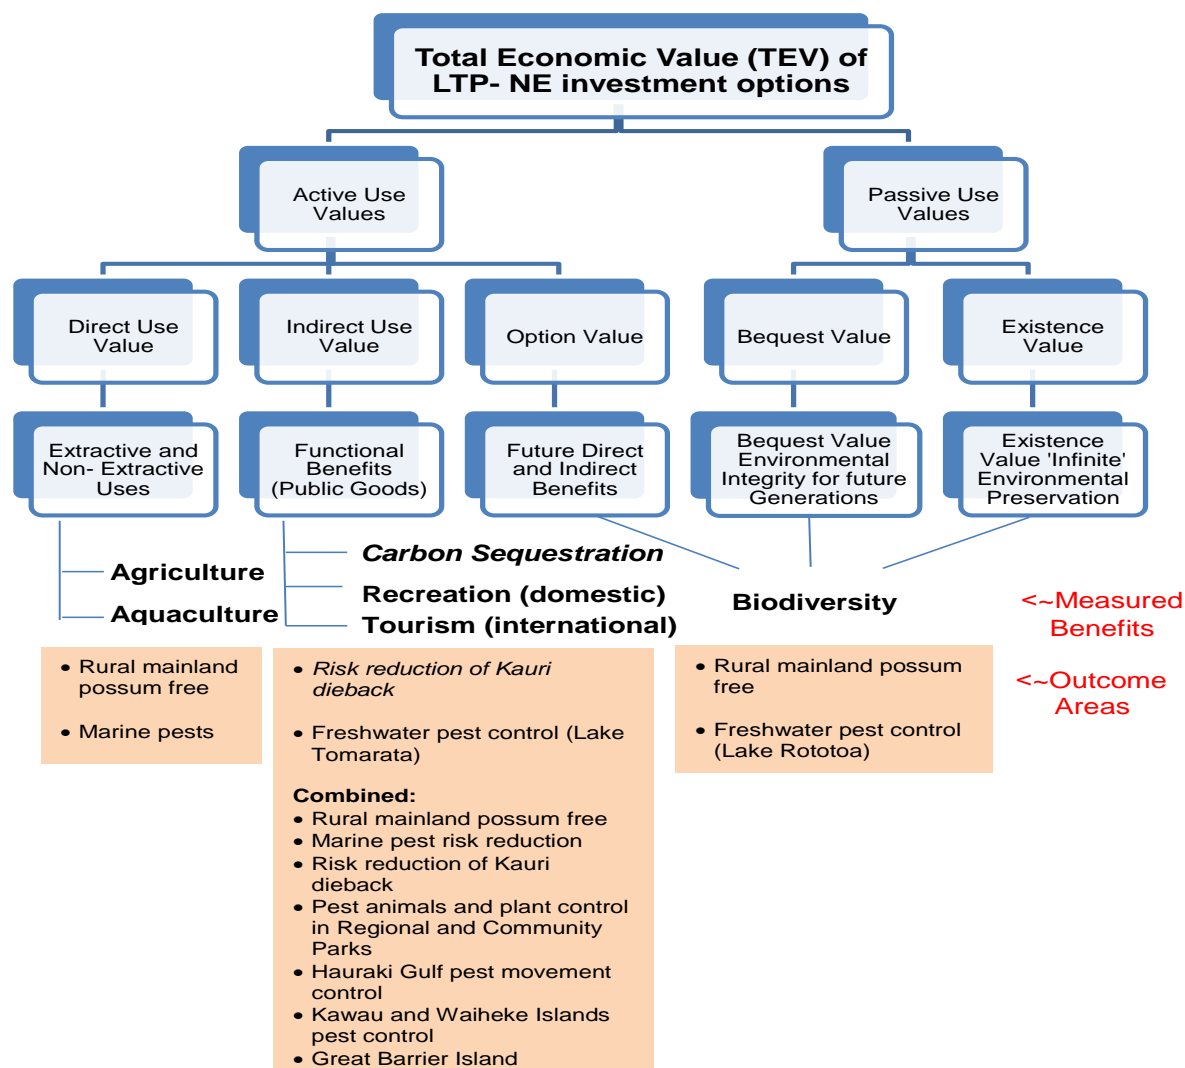 Total Economic Value (TEV) of
LTP- NE investment options
Active Use
Values
Passive Use
Values
Direct Use
Value
Indirect Use
Value
Option Value
Bequest Value
Existence
Value
Extractive and
Non- Extractive
Uses
Functional
Benefits
(Public Goods)
Future Direct
and Indirect
Benefits
Bequest Value
Environmental
Integrity for future
Generations
Existence
Value 'Infinite'
Environmental
Preservation
Agriculture
Aquaculture
Carbon Sequestration
Recreation (domestic)
Tourism (international)
Biodiversity
<~Measured
Benefits
<~Outcome
Areas
• Rural mainland
possum free
• Marine pests
• Risk reduction of Kauri
dieback
• Freshwater pest control (Lake
Tomarata)
Combined:
• Rural mainland possum free
• Marine pest risk reduction
• Risk reduction of Kauri
dieback
• Pest animals and plant control
in Regional and Community
Parks
• Hauraki Gulf pest movement
control
• Kawau and Waiheke Islands
pest control
• Great Barrier Island
• Rural mainland possum
free
• Freshwater pest control
(Lake Rototoa)